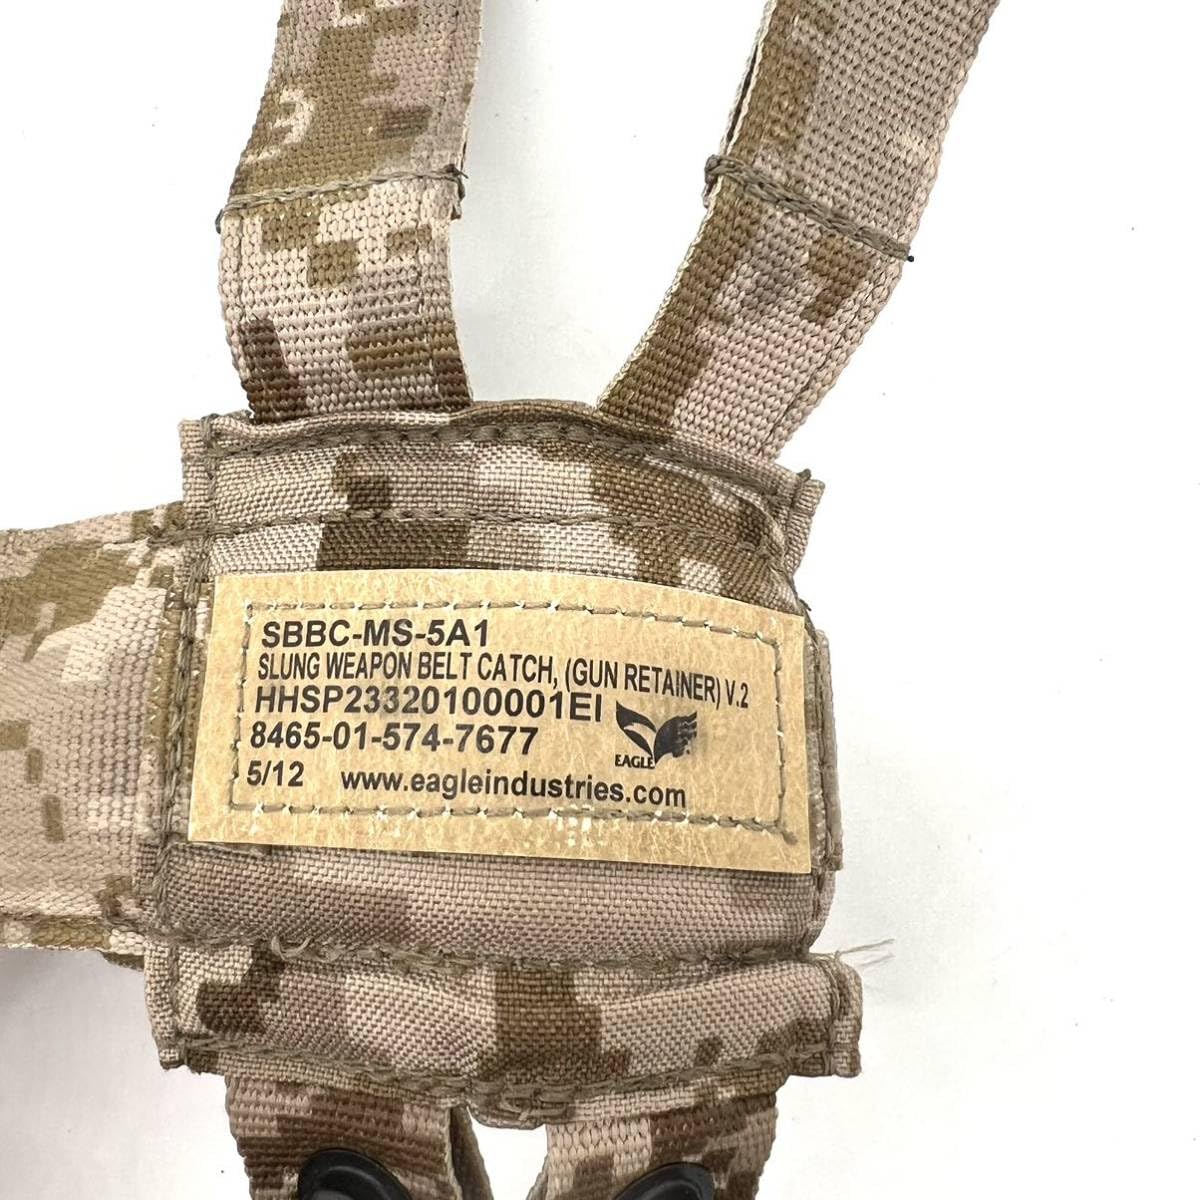 SBBC-MS-5A1
SLUNG WEAPON BELT CATCH, (GUN RETAINER) V.2
HHSP23320100001EI
8465-01-574-7677
EAGLE
5/12 www.eagleindustries.com